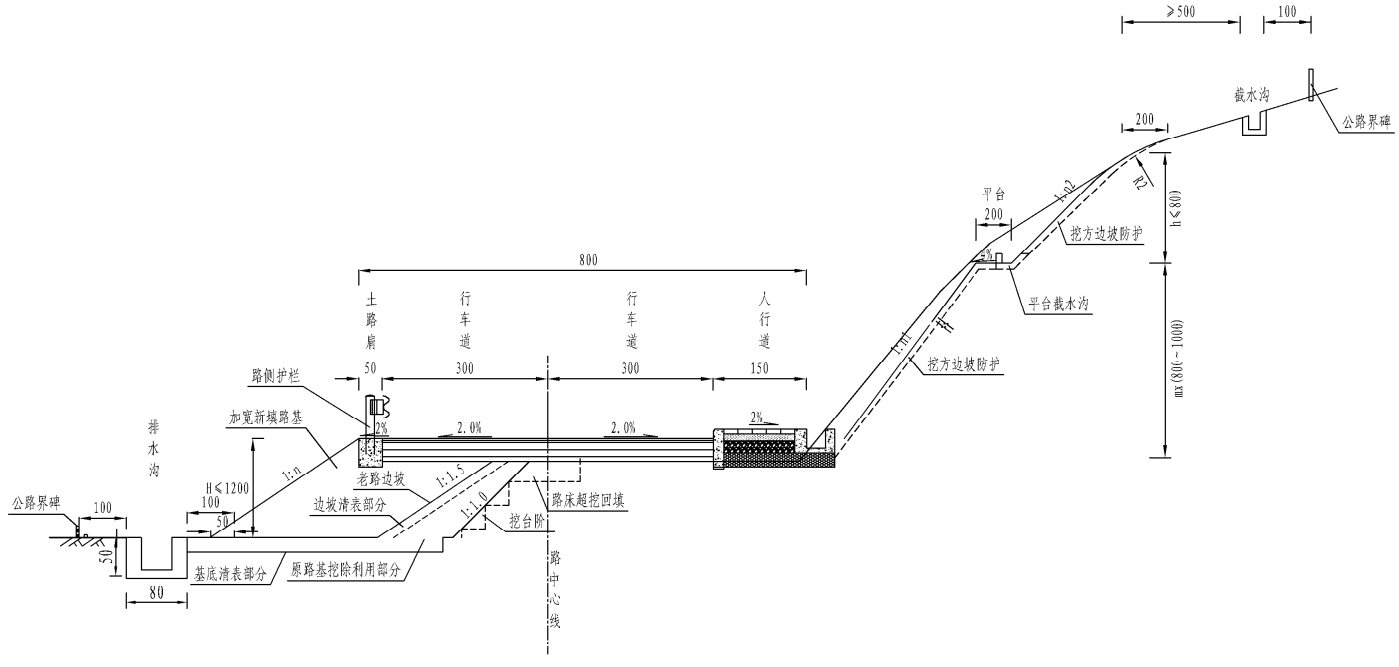 ≥500
100
截水沟
公路界碑
200
R2
1:n2
h≤80)
平台
200
挖方边坡防护
4%
平台截水沟
800
土路肩
行车道
行车道
人行道
50
300
300
150
1:n1
挖方边坡防护
mx(800~1000)
路侧护栏
加宽新填路基
排水沟
2%
2.0%
2.0%
2%
1:n
H≤1200
老路边坡
1:1.5
边坡清表部分
1:1.0
路床超挖回填
挖台阶
公路界碑
100
100
50
50
基底清表部分
原路基挖除利用部分
80
路中心线